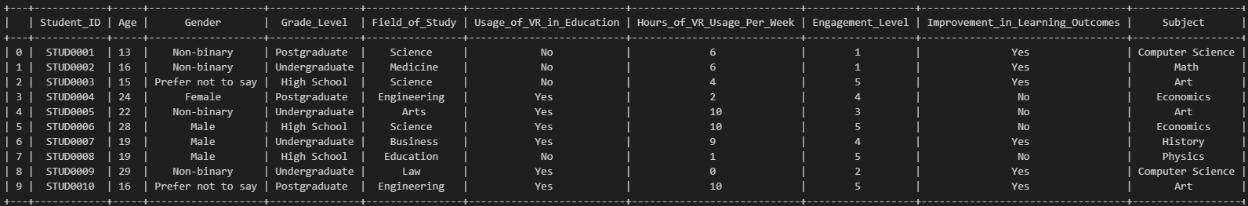 | | Student_ID | Age | Gender | Grade_Level | Field_of_Study | Usage_of_VR_in_Education | Hours_of_VR_Usage_Per_Week | Engagement_Level | Improvement_in_Learning_Outcomes | Subject |
| 0 | STUD0001 | 13 | Non-binary | Postgraduate | Science | No | 6 | 1 | Yes | Computer Science |
| 1 | STUD0002 | 16 | Non-binary | Undergraduate | Medicine | No | 6 | 1 | Yes | Math |
| 2 | STUD0003 | 15 | Prefer not to say | High School | Science | No | 4 | 5 | Yes | Art |
| 3 | STUD0004 | 24 | Female | Postgraduate | Engineering | Yes | 2 | 4 | No | Economics |
| 4 | STUD0005 | 22 | Non-binary | Undergraduate | Arts | Yes | 10 | 3 | No | Art |
| 5 | STUD0006 | 28 | Male | High School | Science | Yes | 10 | 5 | No | Economics |
| 6 | STUD0007 | 19 | Male | Undergraduate | Business | Yes | 9 | 4 | Yes | History |
| 7 | STUD0008 | 19 | Male | High School | Education | No | 1 | 5 | No | Physics |
| 8 | STUD0009 | 29 | Non-binary | Undergraduate | Law | Yes | 0 | 2 | Yes | Computer Science |
| 9 | STUD0010 | 16 | Prefer not to say | Postgraduate | Engineering | Yes | 10 | 5 | Yes | Art |